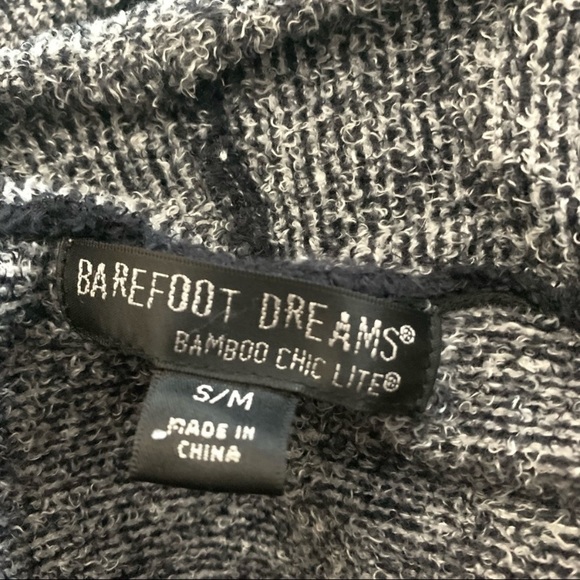 BAREFOOT DREAMS®
BAMBOO CHIC LITE®
S/M
MADE IN
CHINA